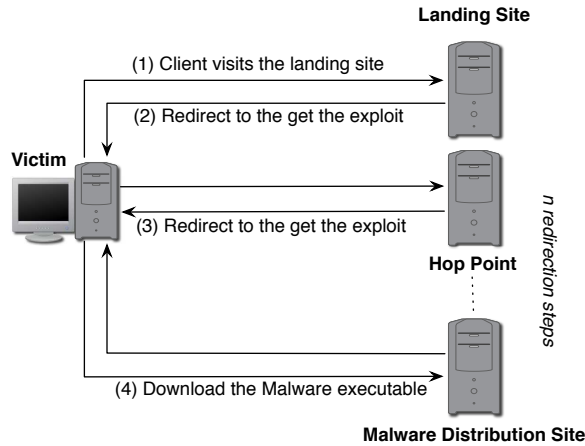 Landing Site
(1) Client visits the landing site
(2) Redirect to the get the exploit
Victim
(3) Redirect to the get the exploit
Hop Point
n redirection steps
(4) Download the Malware executable
Malware Distribution Site